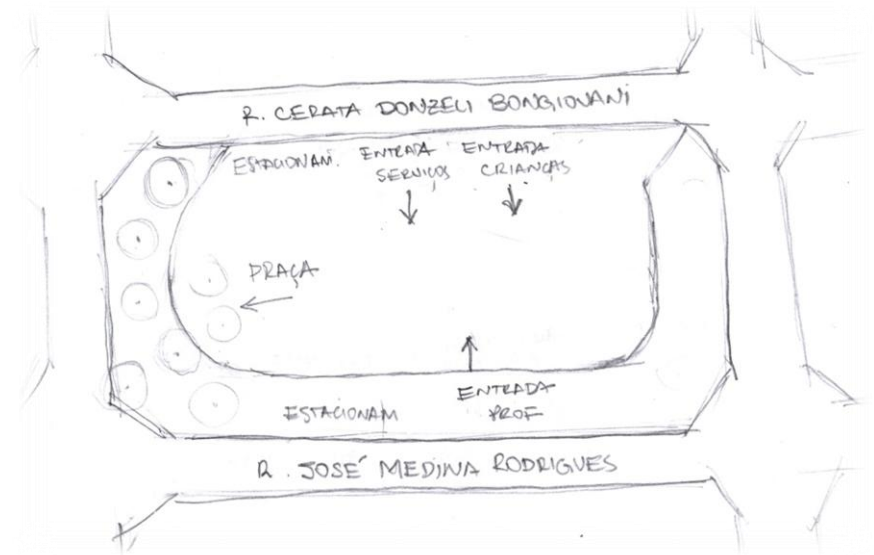 R. CERATA DONZELI BONGIOVANI
ESTACIONAM.
ENTRADA
SERVIÇOS
ENTRADA
CRIANÇAS
PRAÇA
ENTRADA
PROF
ESTACIONAM
R. JOSÉ MEDINA RODRIGUES